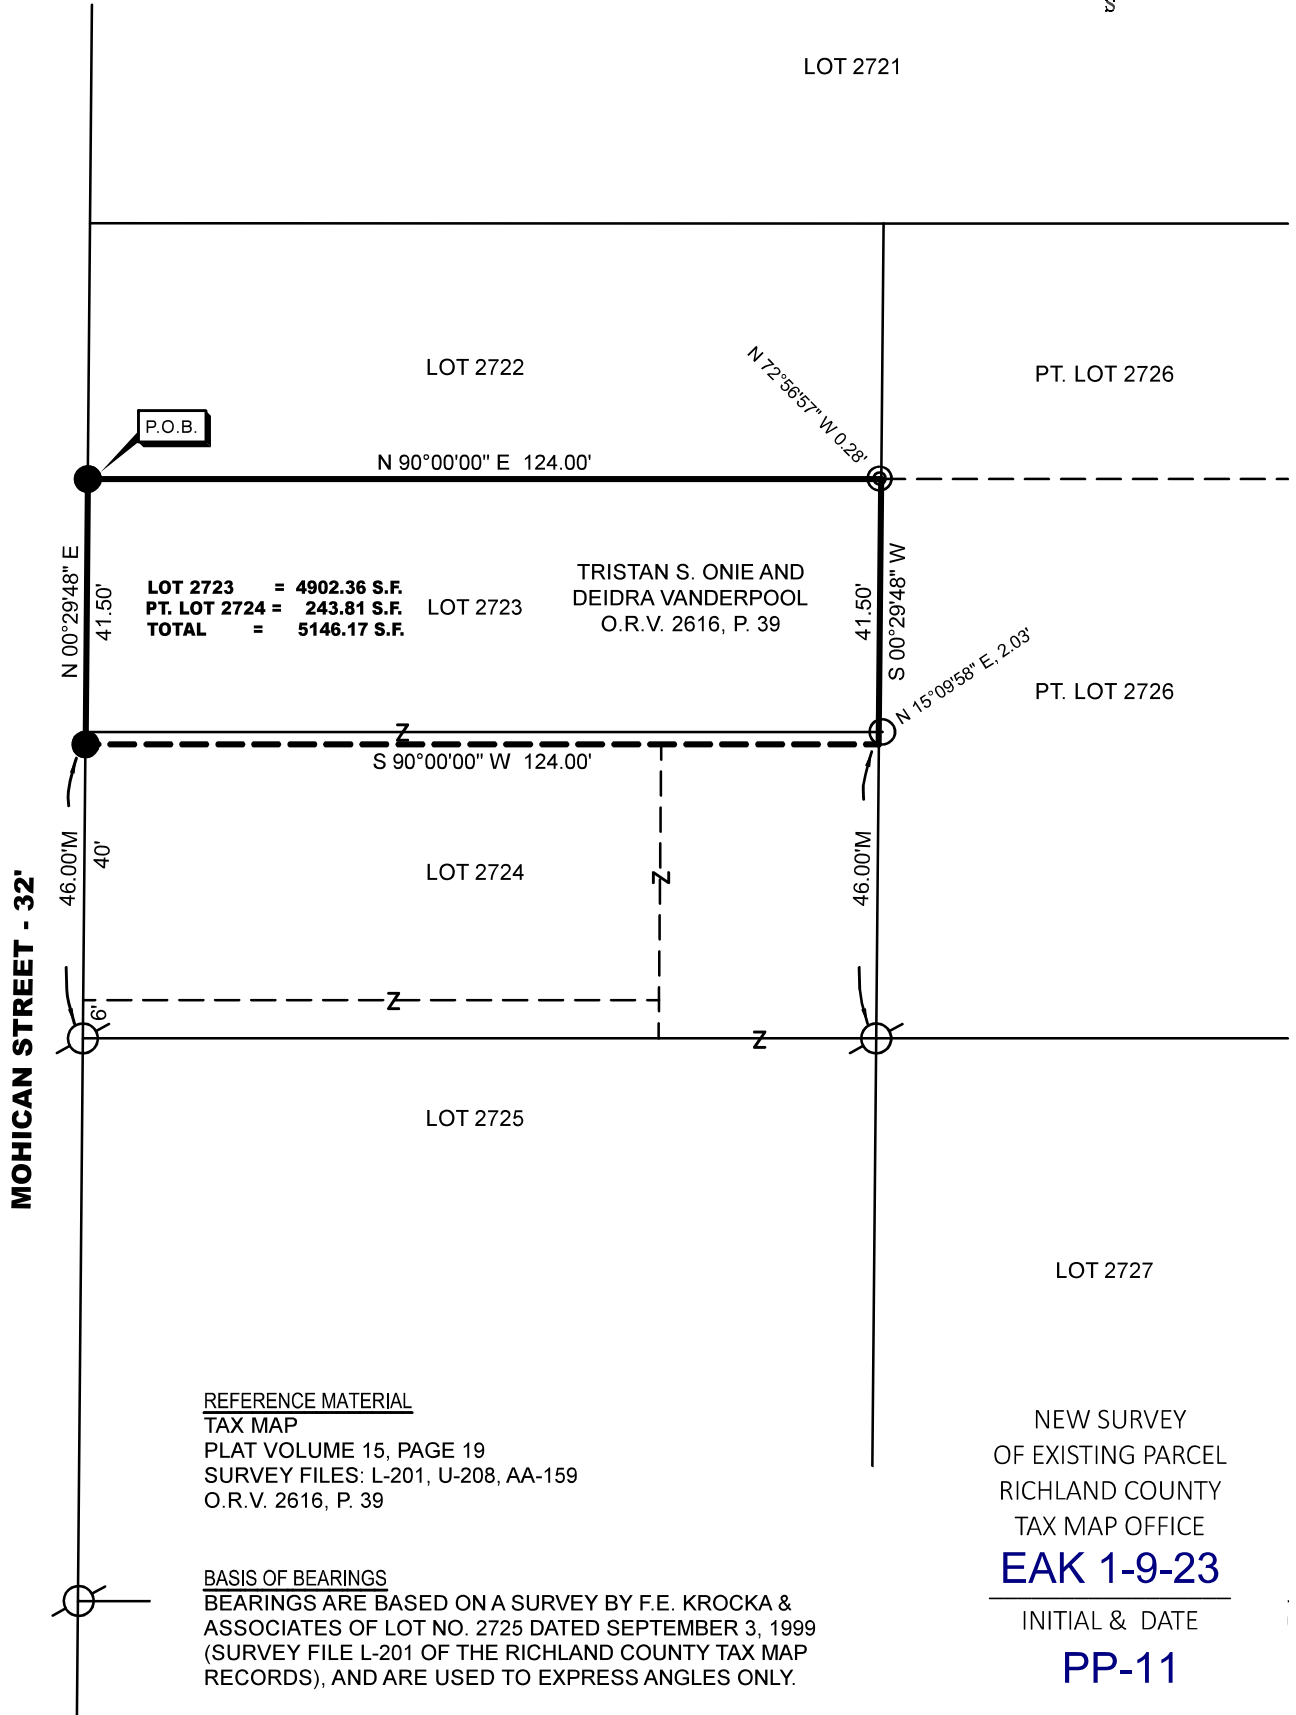 LOT 2721
LOT 2722
N 72°56'57" W 0.28'
PT. LOT 2726
P.O.B.
N 90°00'00" E 124.00'
N 00°29'48" E
41.50'
LOT 2723 = 4902.36 S.F.
PT. LOT 2724 = 243.81 S.F.
TOTAL = 5146.17 S.F.
LOT 2723
TRISTAN S. ONIE AND
DEIDRA VANDERPOOL
O.R.V. 2616, P. 39
41.50'
S 00°29'48" W
N 15°09'58" E, 2.03'
PT. LOT 2726
Z
S 90°00'00" W 124.00'
46.00'M
40'
LOT 2724
Z
46.00'M
MOHICAN STREET - 32'
Z
6'
Z
LOT 2725
LOT 2727
REFERENCE MATERIAL
TAX MAP
PLAT VOLUME 15, PAGE 19
SURVEY FILES: L-201, U-208, AA-159
O.R.V. 2616, P. 39
BASIS OF BEARINGS
BEARINGS ARE BASED ON A SURVEY BY F.E. KROCKA &
ASSOCIATES OF LOT NO. 2725 DATED SEPTEMBER 3, 1999
(SURVEY FILE L-201 OF THE RICHLAND COUNTY TAX MAP
RECORDS), AND ARE USED TO EXPRESS ANGLES ONLY.
NEW SURVEY
OF EXISTING PARCEL
RICHLAND COUNTY
TAX MAP OFFICE
EAK 1-9-23
INITIAL & DATE
PP-11